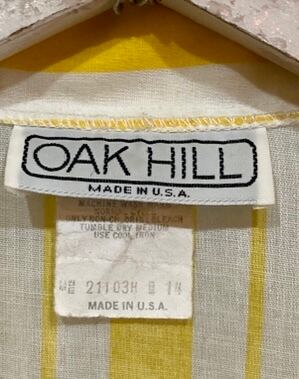 OAK HILL
MADE IN U.S.A.
MACHINE WASH
ONLY NON-CHLORINE BLEACH
TUMBLE DRY MEDIUM
USE COOL IRON
21103H 14
MADE IN U.S.A.